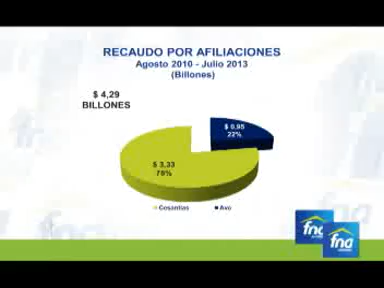 RECAUDO POR AFILIACIONES
Agosto 2010 - Julio 2013
(Billones)
$ 4,29
BILLONES
$ 0,95
22%
$ 3,33
78%
Cesantías
Avc
fna
fna